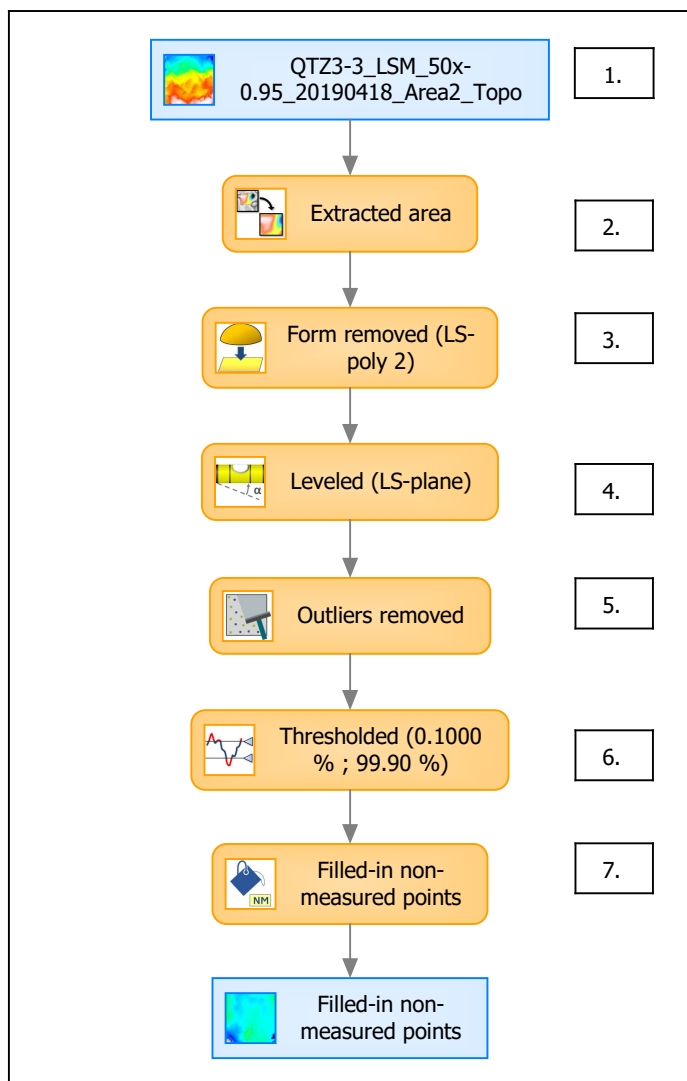 QTZ3-3_LSM_50x-
0.95_20190418_Area2_Topo
1.
Extracted area
2.
Form removed (LS-
poly 2)
3.
α
Leveled (LS-plane)
4.
Outliers removed
5.
Thresholded (0.1000
% ; 99.90 %)
6.
NM
Filled-in non-
measured points
7.
Filled-in non-
measured points